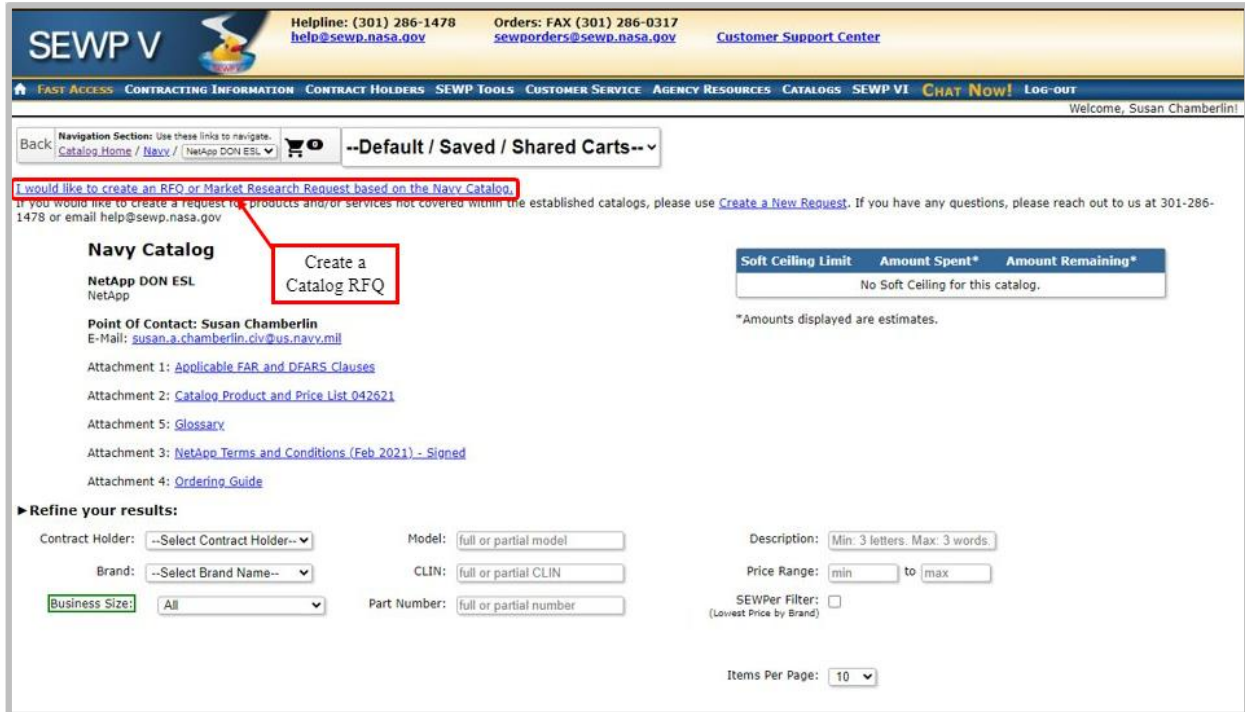 SEWP V
SEWP V
Helpline: (301) 286-1478 Orders: FAX (301) 286-0317
help@sewp.nasa.gov sewporders@sewp.nasa.gov Customer Support Center
FAST ACCESS CONTRACTING INFORMATION CONTRACT HOLDERS SEWP TOOLS CUSTOMER SERVICE AGENCY RESOURCES CATALOGS SEWP VI CHAT NOW! LOG-OUT
Welcome, Susan Chamberlin!
Back
Navigation Section: Use these links to navigate.
Catalog Home / Navy / NetApp DON ESL
0
--Default / Saved / Shared Carts--
I would like to create an RFQ or Market Research Request based on the Navy Catalog.
If you would like to create a request for products and/or services not covered within the established catalogs, please use Create a New Request. If you have any questions, please reach out to us at 301-286-
1478 or email help@sewp.nasa.gov
Create a
Catalog RFQ
Navy Catalog
NetApp DON ESL
NetApp
Point Of Contact: Susan Chamberlin
E-Mail: susan.a.chamberlin.civ@us.navy.mil
Attachment 1: Applicable FAR and DFARS Clauses
Attachment 2: Catalog Product and Price List 042621
Attachment 5: Glossary
Attachment 3: NetApp Terms and Conditions (Feb 2021) - Signed
Attachment 4: Ordering Guide
Soft Ceiling Limit Amount Spent* Amount Remaining*
No Soft Ceiling for this catalog.
*Amounts displayed are estimates.
►Refine your results:
Contract Holder: --Select Contract Holder-- Model: full or partial model Description: Min: 3 letters. Max: 3 words.
Brand: --Select Brand Name-- CLIN: full or partial CLIN Price Range: min to max
Business Size: All Part Number: full or partial number SEWPer Filter:
(Lowest Price by Brand)
Items Per Page: 10